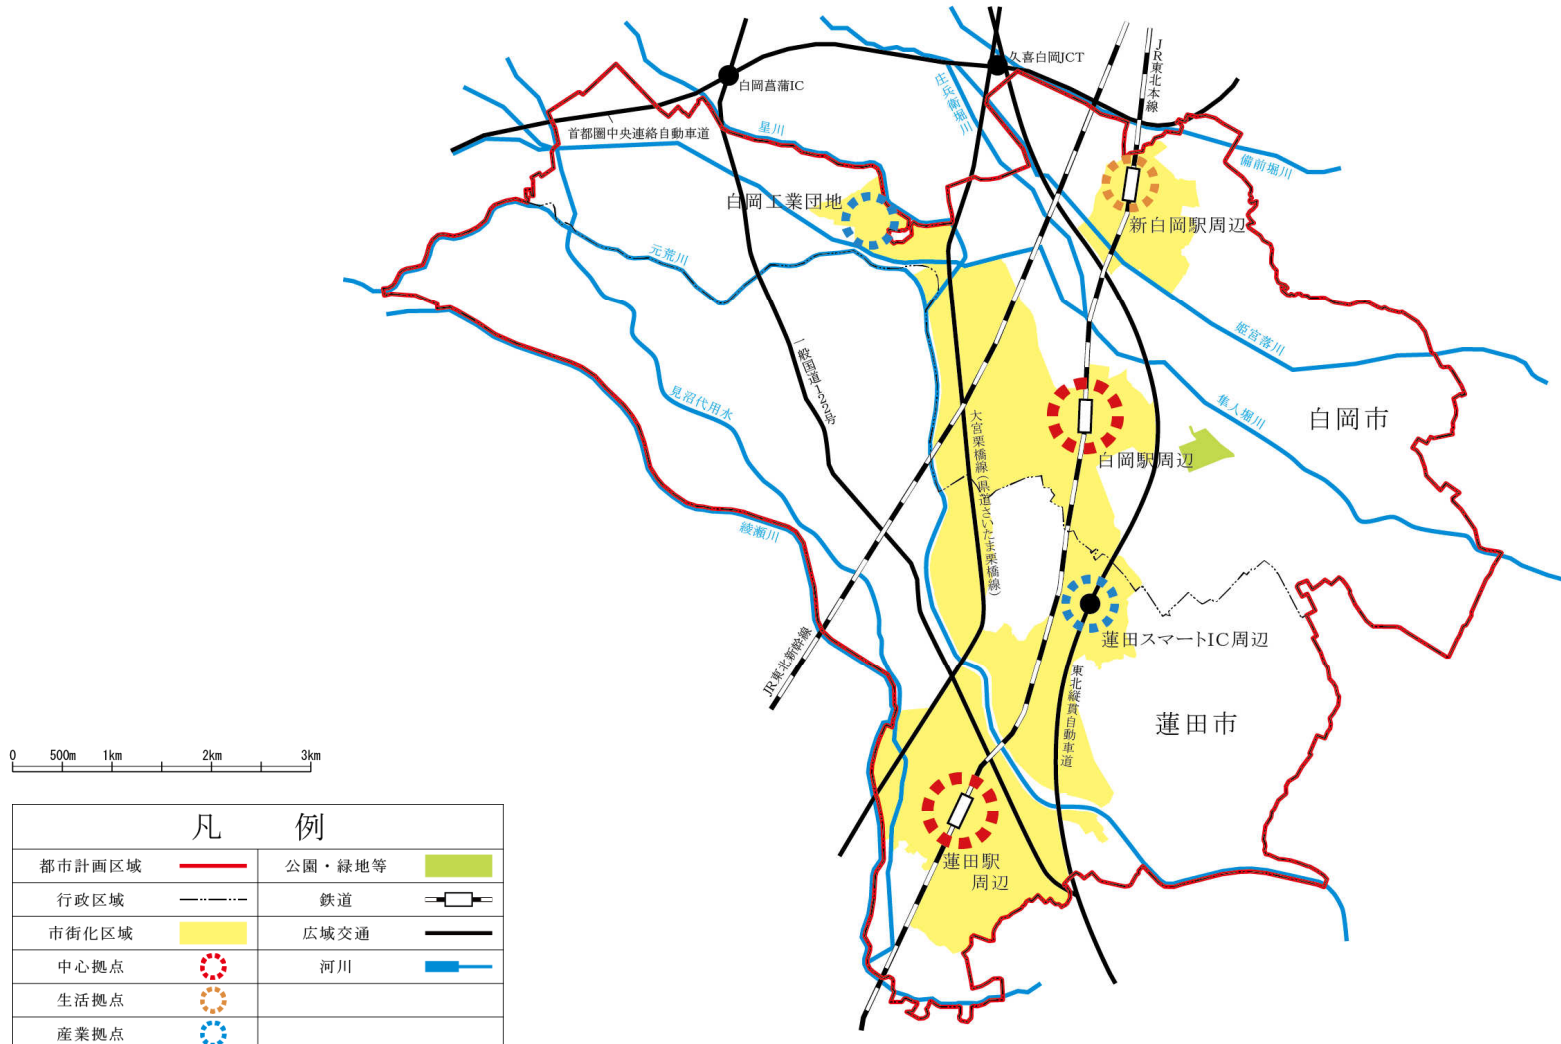 久喜白岡JCT
JR東北本線
白岡菖蒲IC
庄兵衛堀川
首都圏中央連絡自動車道
星川
備前堀川
白岡工業団地
新白岡駅周辺
元荒川
姫宮落川
一般国道122号
見沼代用水
隼人堀川
白岡市
大宮栗橋線(県道さいたま栗橋線)
白岡駅周辺
綾瀬川
蓮田スマートIC周辺
JR東北新幹線
東北縦貫自動車道
蓮田市
0 500m 1km 2km 3km
蓮田駅
周辺
凡 例
都市計画区域 公園・緑地等
行政区域 鉄道
市街化区域 広域交通
中心拠点 河川
生活拠点
産業拠点